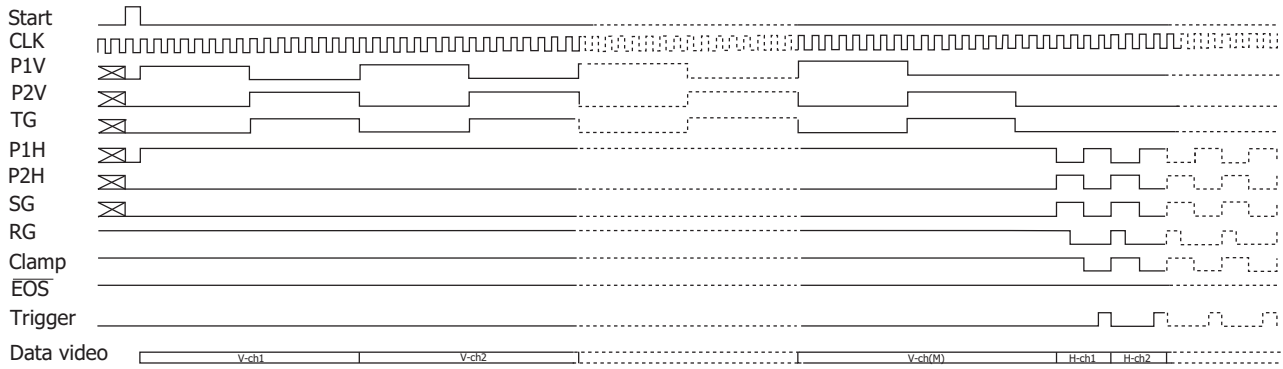 Start
CLK
P1V
P2V
TG
P1H
P2H
SG
RG
Clamp
EOS
Trigger
Data video V-ch1 V-ch2 V-ch(M) H-ch1 H-ch2